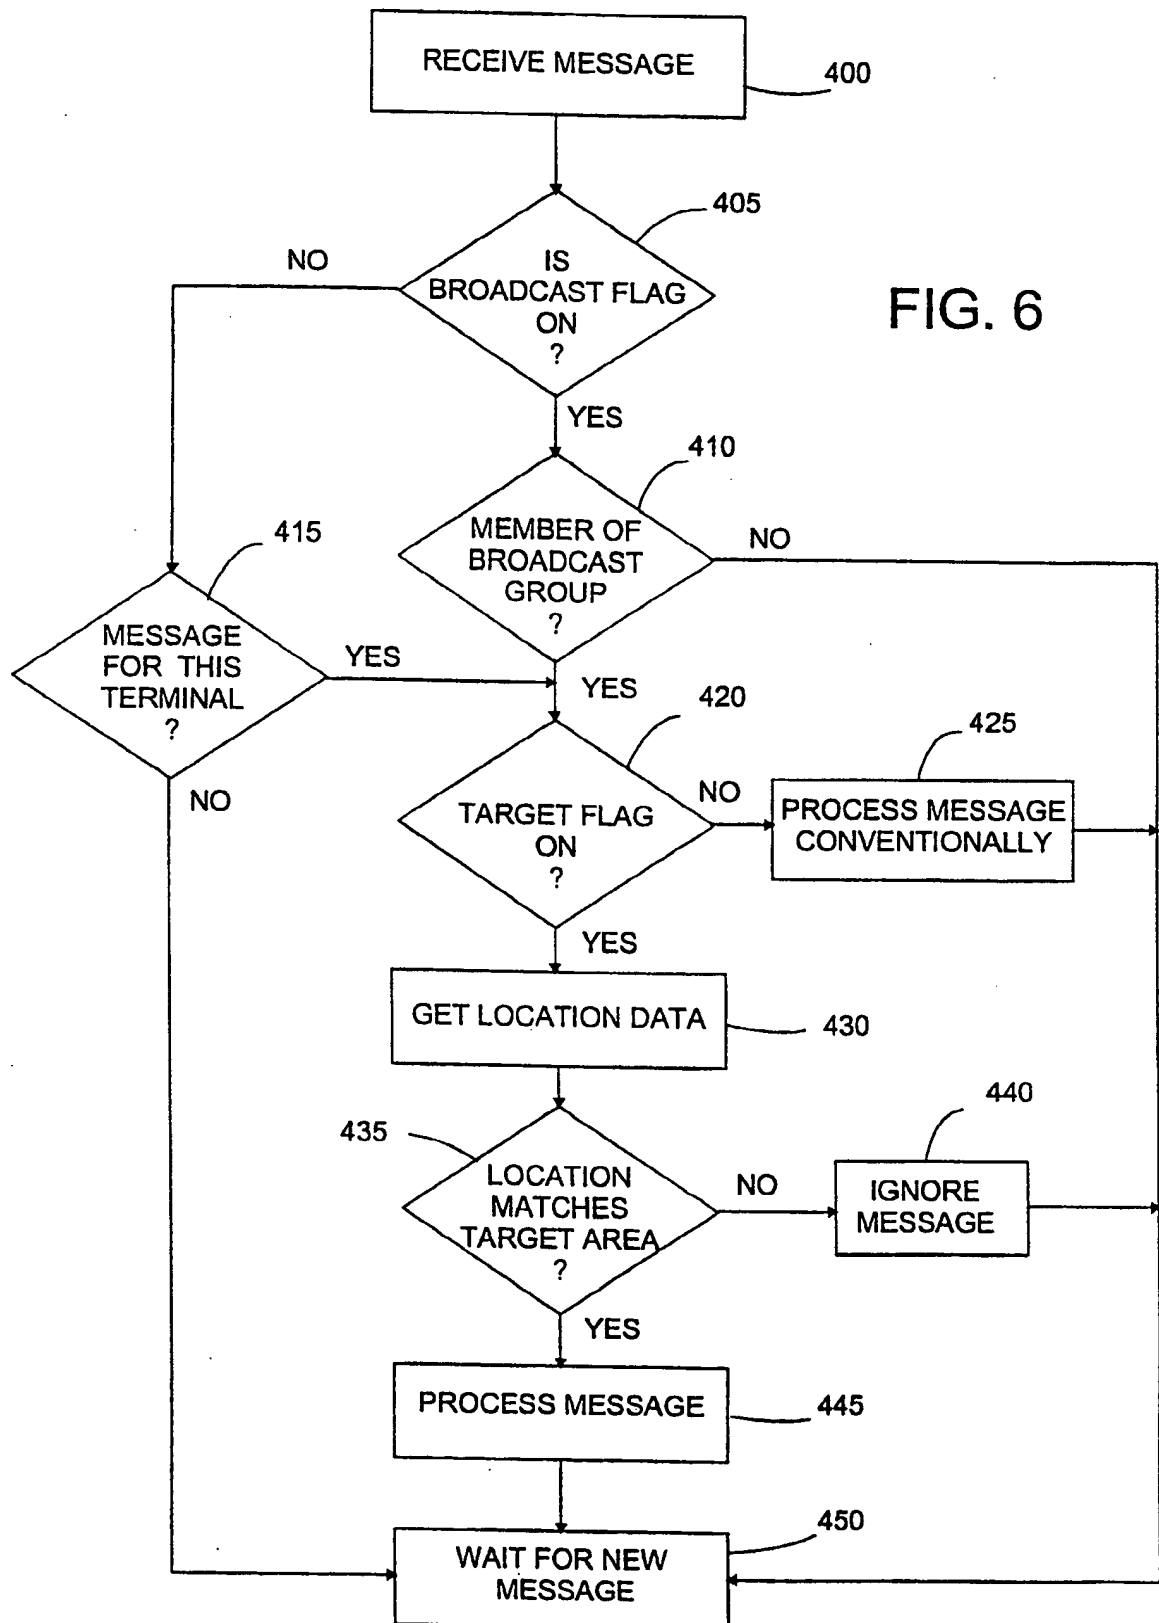 RECEIVE MESSAGE
400
405
NO
IS
BROADCAST FLAG
ON
?
FIG. 6
YES
410
MEMBER OF
BROADCAST
GROUP
?
NO
415
MESSAGE
FOR THIS
TERMINAL
?
YES
YES
420
425
NO
TARGET FLAG
ON
?
NO
PROCESS MESSAGE
CONVENTIONALLY
YES
GET LOCATION DATA
430
435
440
LOCATION
MATCHES
TARGET AREA
?
NO
IGNORE
MESSAGE
YES
PROCESS MESSAGE
445
450
WAIT FOR NEW
MESSAGE